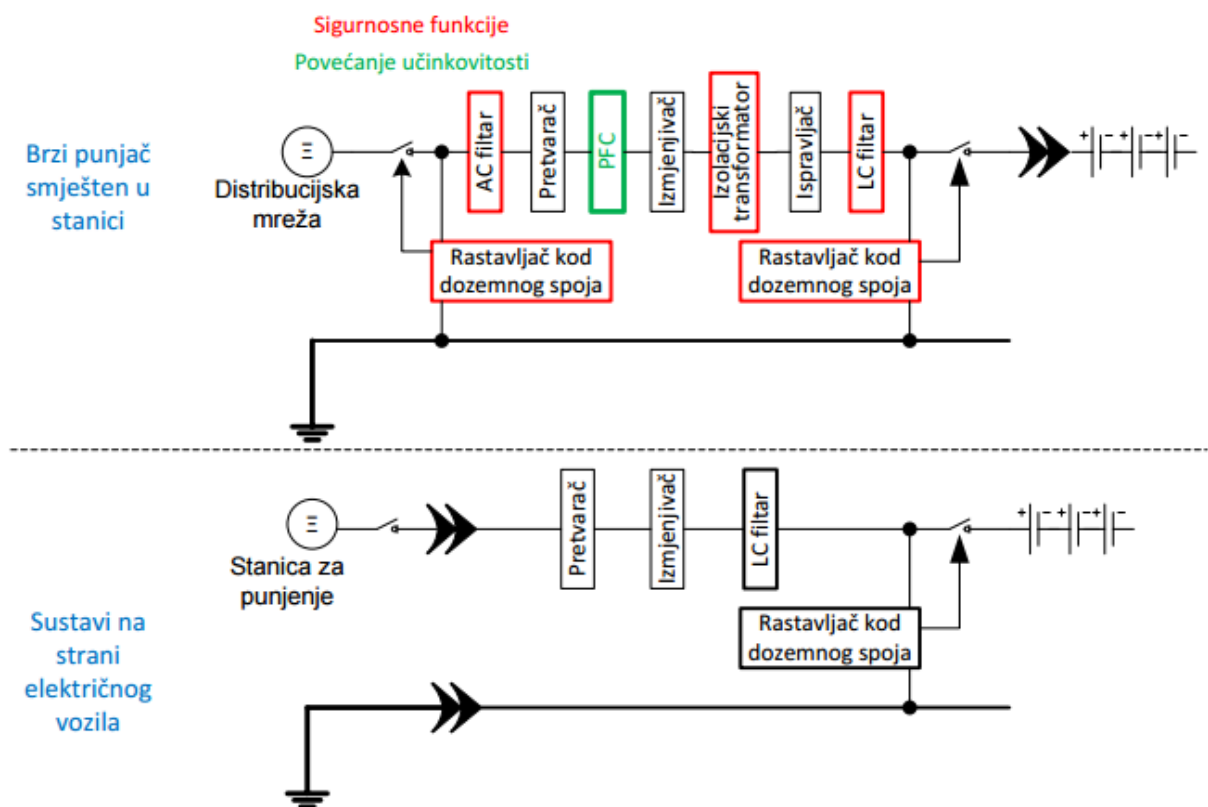 Sigurnosne funkcije
Povećanje učinkovitosti
Brzi punjač
smješten u
stanici
Ξ
Distribucijska
mreža
AC filtar
Pretvarač
PFC
Izmjenjivač
Izolacijski
transformator
Ispravljač
LC filtar
+ - + - + -
Rastavljač kod
dozemnog spoja
Rastavljač kod
dozemnog spoja
Sustavi na
strani
električnog
vozila
Ξ
Stanica za
punjenje
Pretvarač
Izmjenjivač
LC filtar
+ - + - + -
Rastavljač kod
dozemnog spoja